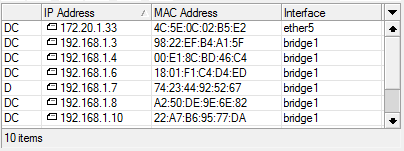 IP Address MAC Address Interface
DC 172.20.1.33 4C:5E:0C:02:B5:E2 ether5
DC 192.168.1.3 98:22:EF:B4:A1:5F bridge1
DC 192.168.1.4 00:E1:8C:BD:46:C4 bridge1
DC 192.168.1.6 18:01:F1:C4:D4:ED bridge1
D 192.168.1.7 74:23:44:92:52:67 bridge1
DC 192.168.1.8 A2:50:DE:9E:6E:82 bridge1
DC 192.168.1.10 22:A7:B6:95:77:DA bridge1
10 items